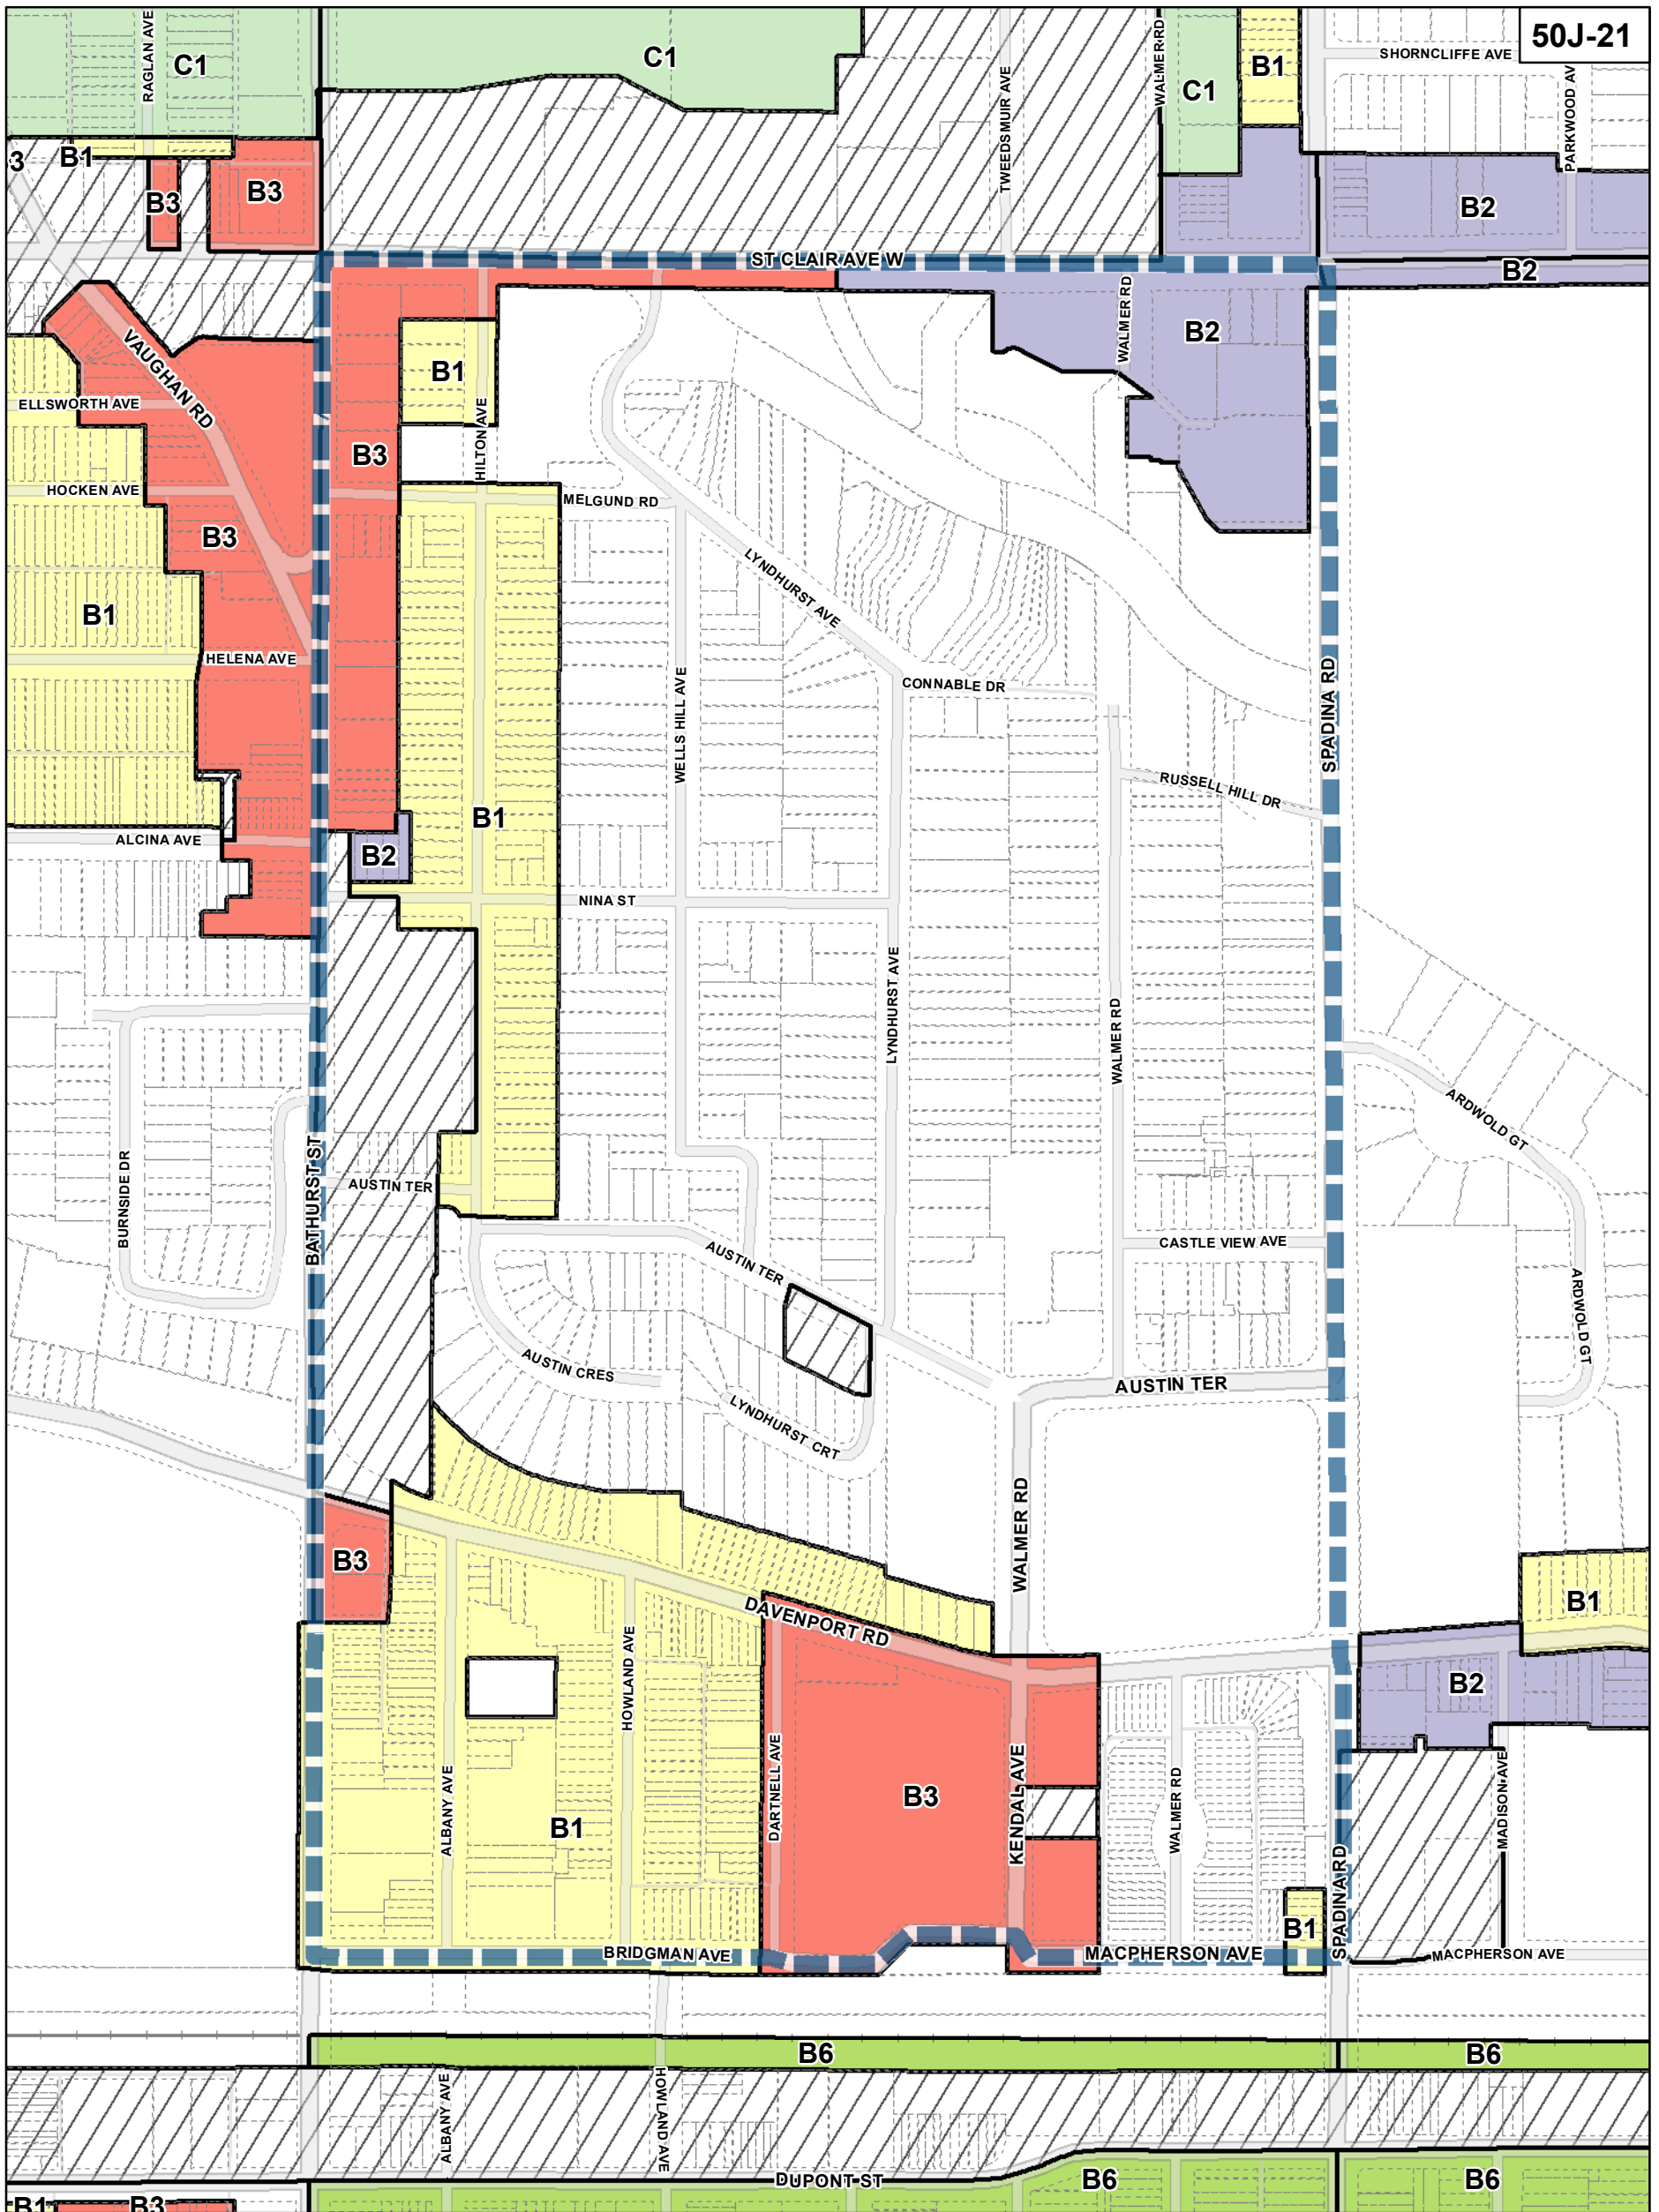 50J-21
RAGLAN AVE
C1
C1
TWEEDSMUIR AVE
WALMER RD
C1
B1
SHORNCLIFFE AVE
PARKWOOD AV
3
B1
B3
B3
B2
ST CLAIR AVE W
B2
VAUGHAN RD
WALMER RD
B2
B1
ELLSWORTH AVE
HILTON AVE
B3
HOCKEN AVE
MELGUND RD
B3
LYNDHURST AVE
B1
HELENA AVE
WELLS HILL AVE
CONNABLE DR
SPADINA RD
RUSSELL HILL DR
B1
ALCINA AVE
B2
NINA ST
LYNDHURST AVE
WALMER RD
ARDWOLD GT
BURNSIDE DR
BATHURST ST
AUSTIN TER
AUSTIN TER
CASTLE VIEW AVE
ARDWOLD GT
AUSTIN CRES
AUSTIN TER
LYNDHURST CRT
WALMER RD
B3
DAVENPORT RD
B1
HOWLAND AVE
B2
ALBANY AVE
B1
DARTNELL AVE
B3
KENDAL AVE
WALMER RD
MADISON AVE
SPADINA RD
B1
BRIDGMAN AVE
MACPHERSON AVE
MACPHERSON AVE
B6
B6
ALBANY AVE
HOWLAND AVE
DUPONT ST
B6
B6
B1
B3